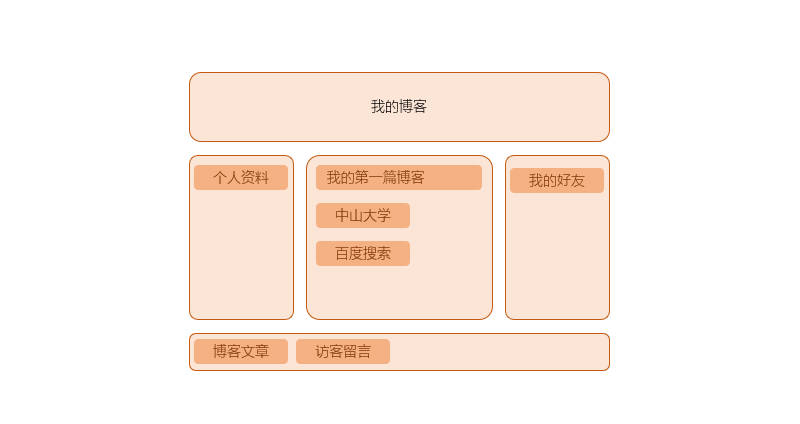 我的博客
个人资料
我的第一篇博客
中山大学
百度搜索
我的好友
博客文章
访客留言